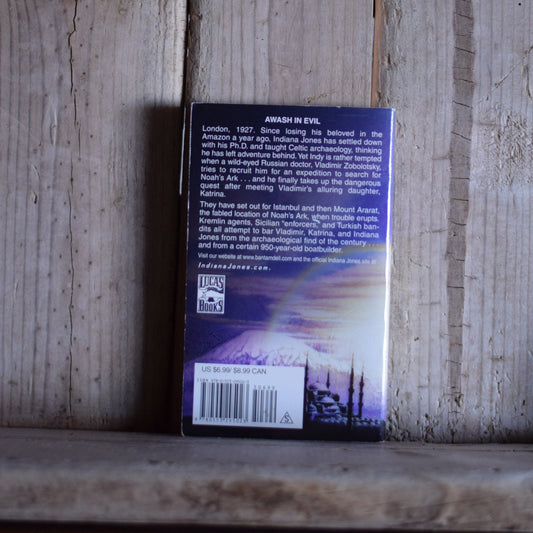 AWASH IN EVIL
London, 1927. Since losing his beloved in the
Amazon a year ago, Indiana Jones has settled down
with his Ph.D. and taught Celtic archaeology, thinking
he has left adventure behind. Yet Indy is rather tempted
when a wild-eyed Russian doctor, Vladimir Zobolotsky,
tries to recruit him for an expedition to search for
Noah's Ark . . . and he finally takes up the dangerous
quest after meeting Vladimir's alluring daughter,
Katrina.
They have set out for Istanbul and then Mount Ararat,
the fabled location of Noah's Ark, when trouble erupts.
Kremlin agents, Sicilian "enforcers," and Turkish ban-
dits all attempt to bar Vladimir, Katrina, and Indiana
Jones from the archaeological find of the century . . .
and from a certain 950-year-old boatbuilder.
Visit our website at www.bantamdell.com and the official Indiana Jones site at
IndianaJones.com.
LUCAS
BOOKS
US $6.99/ $8.99 CAN
50699
S